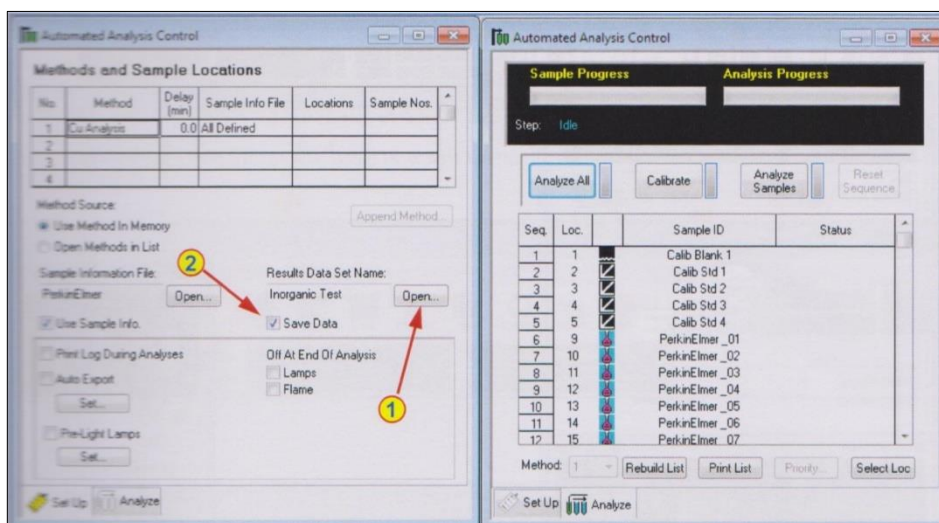 Automated Analysis Control
Methods and Sample Locations
No. Method Delay (min) Sample Info File Locations Sample Nos.
1 Cu Analysis 0.0 All Defined
2
3
4
Method Source:
Use Method In Memory
Append Method...
Open Methods in List
2
Sample Information File:
Results Data Set Name:
PerkinElmer
Open...
Inorganic Test
Open...
Use Sample Info.
Save Data
Print Log During Analyses
Off At End Of Analysis
Auto Export
Lamps
Set...
Flame
1
Pre-Light Lamps
Set...
Set Up
Analyze
Automated Analysis Control
Sample Progress
Analysis Progress
Step: Idle
Analyze All
Calibrate
Analyze Samples
Reset Sequence
Seq. Loc. Sample ID Status
1 1 Calib Blank 1
2 2 Calib Std 1
3 3 Calib Std 2
4 4 Calib Std 3
5 5 Calib Std 4
6 9 PerkinElmer _01
7 10 PerkinElmer _02
8 11 PerkinElmer _03
9 12 PerkinElmer _04
10 13 PerkinElmer _05
11 14 PerkinElmer _06
12 15 PerkinElmer 07
Method: 1
Rebuild List
Print List
Priority...
Select Loc
Set Up
Analyze